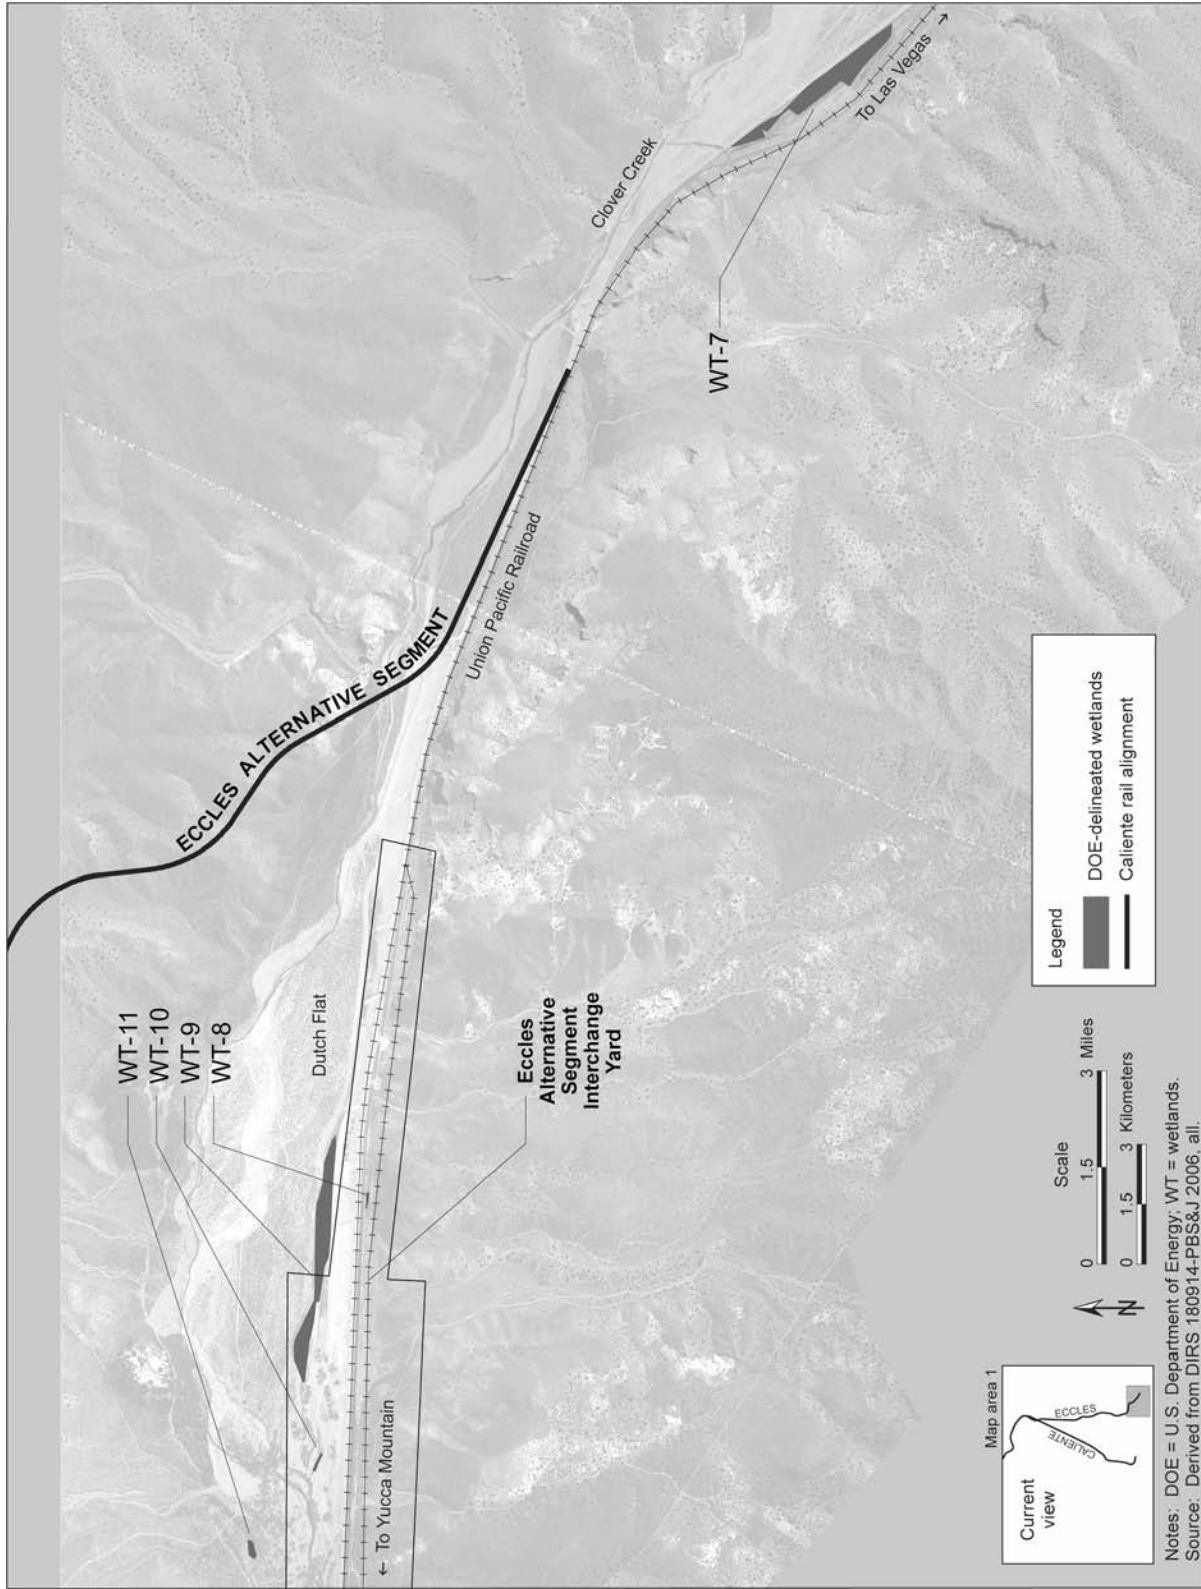 WT-11
WT-10
WT-9
WT-8
Dutch Flat
Eccles
Alternative
Segment
Interchange
Yard
← To Yucca Mountain
ECCLES ALTERNATIVE SEGMENT
Union Pacific Railroad
Clover Creek
WT-7
To Las Vegas →
Map area 1
Current
view
CALIENTE
ECCLES
N
Scale
0 1.5 3 Miles
0 1.5 3 Kilometers
Legend
DOE-delineated wetlands
Caliente rail alignment
Notes: DOE = U.S. Department of Energy; WT = wetlands.
Source: Derived from DIRS 180914-PBS&J 2006, all.